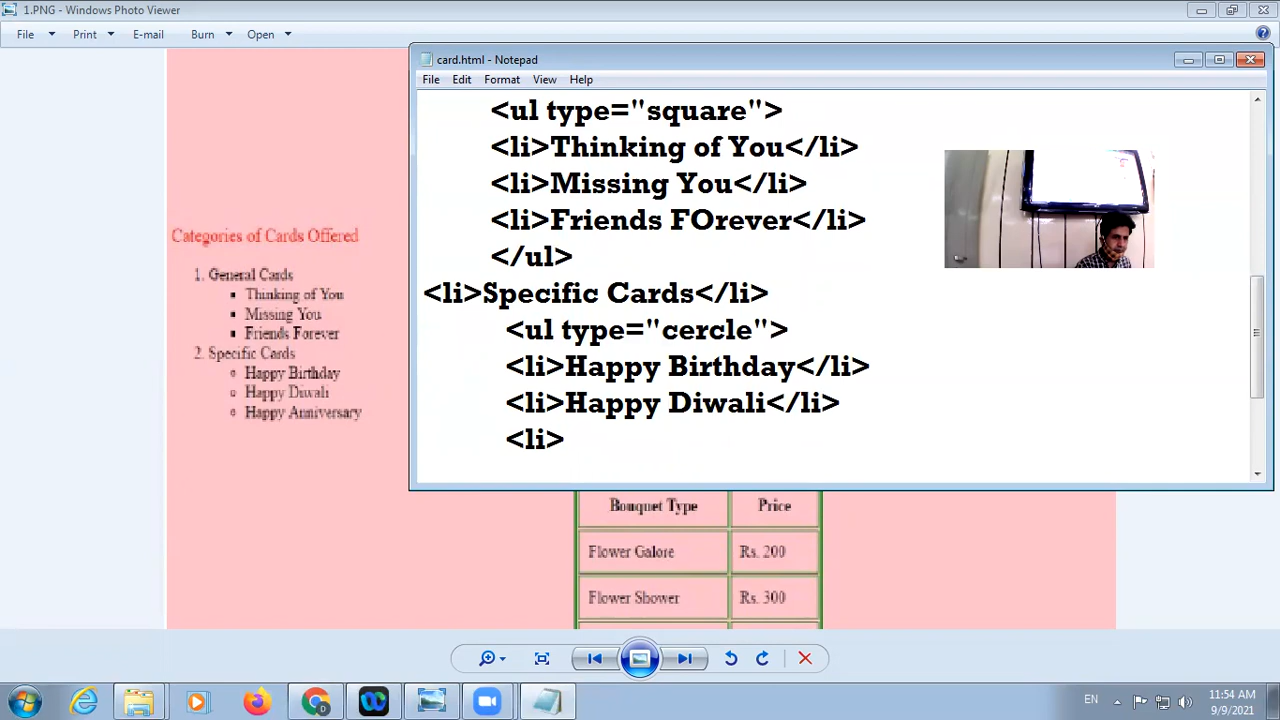 1.PNG - Windows Photo Viewer
File Print E-mail Burn Open
card.html - Notepad
File Edit Format View Help
<ul type="square">
<li>Thinking of You</li>
<li>Missing You</li>
<li>Friends FOrever</li>
</ul>
<li>Specific Cards</li>
<ul type="cercle">
<li>Happy Birthday</li>
<li>Happy Diwali</li>
<li>
Categories of Cards Offered
1. General Cards
Thinking of You
Missing You
Friends Forever
2. Specific Cards
Happy Birthday
Happy Diwali
Happy Anniversary
Bouquet Type Price
Flower Galore Rs. 200
Flower Shower Rs. 300
EN
11:54 AM
9/9/2021